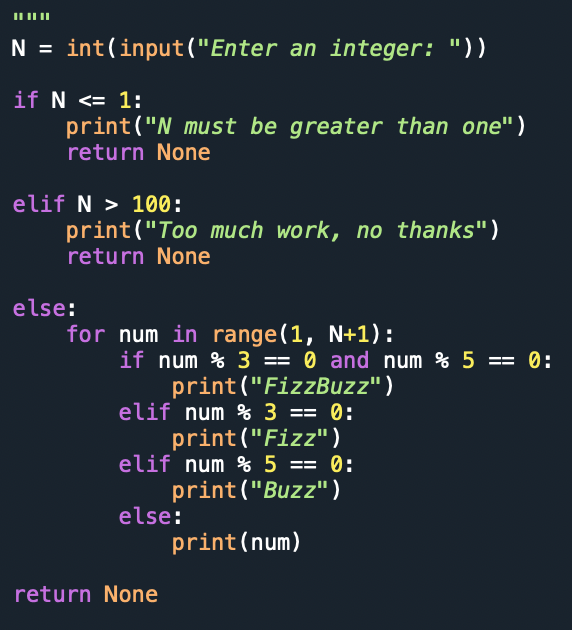 """
N = int(input("Enter an integer: "))

if N <= 1:
    print("N must be greater than one")
    return None

elif N > 100:
    print("Too much work, no thanks")
    return None

else:
    for num in range(1, N+1):
        if num % 3 == 0 and num % 5 == 0:
            print("FizzBuzz")
        elif num % 3 == 0:
            print("Fizz")
        elif num % 5 == 0:
            print("Buzz")
        else:
            print(num)

return None